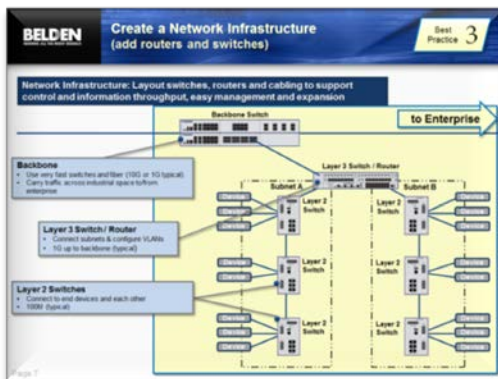 BELDEN
Create a Network Infrastructure
(add routers and switches)
Best
Practice 3
Network Infrastructure: Layout switches, routers and cabling to support
control and information throughput, easy management and expansion
to Enterprise
Backbone Switch
Backbone
• Use very fast switches and fiber (10G or 1G typical)
• Carry traffic across industrial space to/from
enterprise
Layer 3 Switch / Router
Subnet A
Subnet B
Layer 3 Switch / Router
• Connect subnets & configure VLANs
• 1G up to backbone (typical)
Layer 2 Switches
• Connect to end devices and each other
• 100M (typical)
Layer 2
Switch
Layer 2
Switch
Layer 2
Switch
Layer 2
Switch
Layer 2
Switch
Layer 2
Switch
Page 7